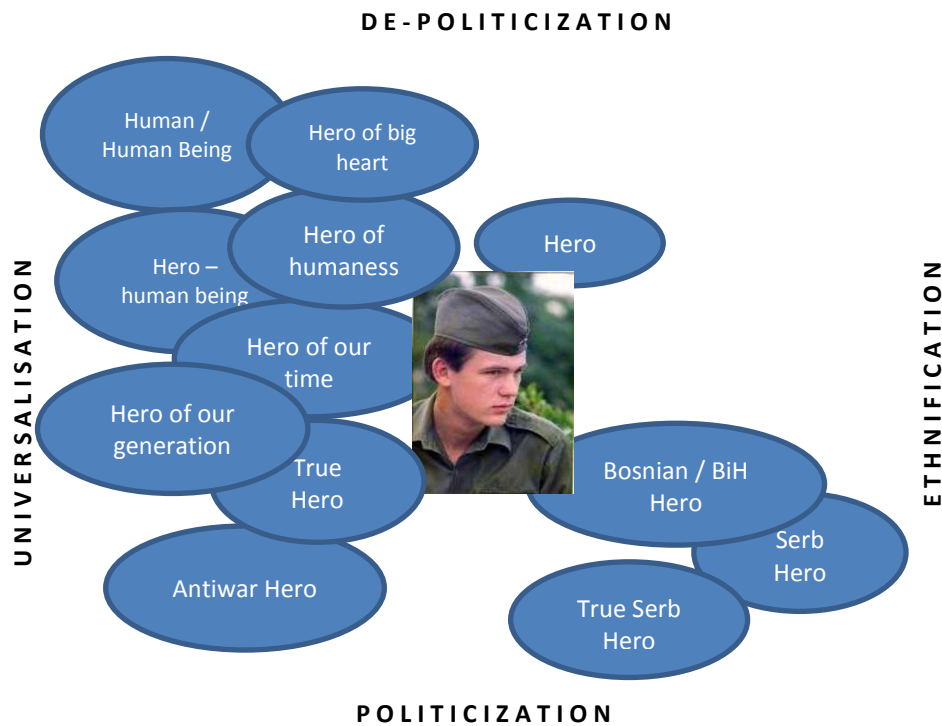 DE-POLITICIZATION
Human /
Human Being
Hero of big
heart
Hero of
humaness
Hero
Hero –
human being
Hero of our
time
Hero of our
generation
True
Hero
Antiwar Hero
Bosnian / BiH
Hero
Serb
Hero
True Serb
Hero
UNIVERSALISATION
ETHNIFICATION
POLITICIZATION